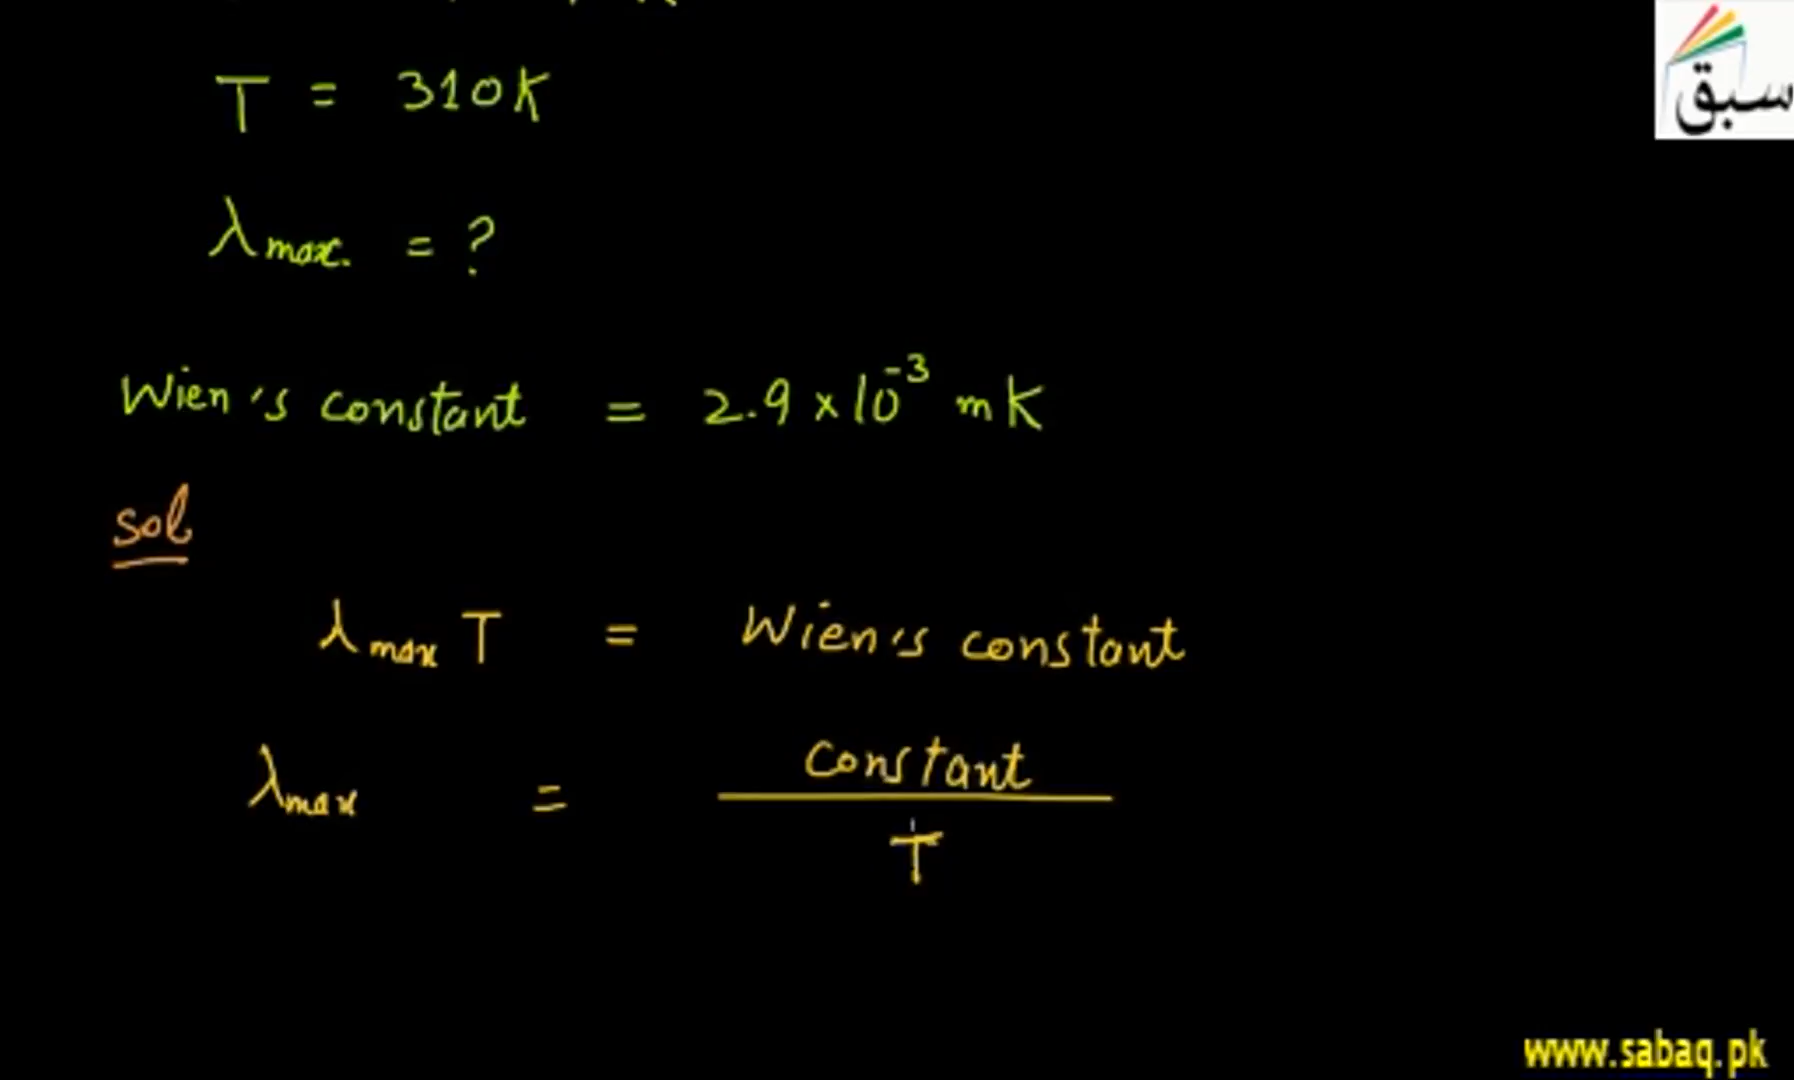 سبق
T = 310K
λmax. = ?
Wien's constant = 2.9 × 10⁻³ mK
sol
λmax T = Wien's constant
λmax = constant / T
www.sabaq.pk